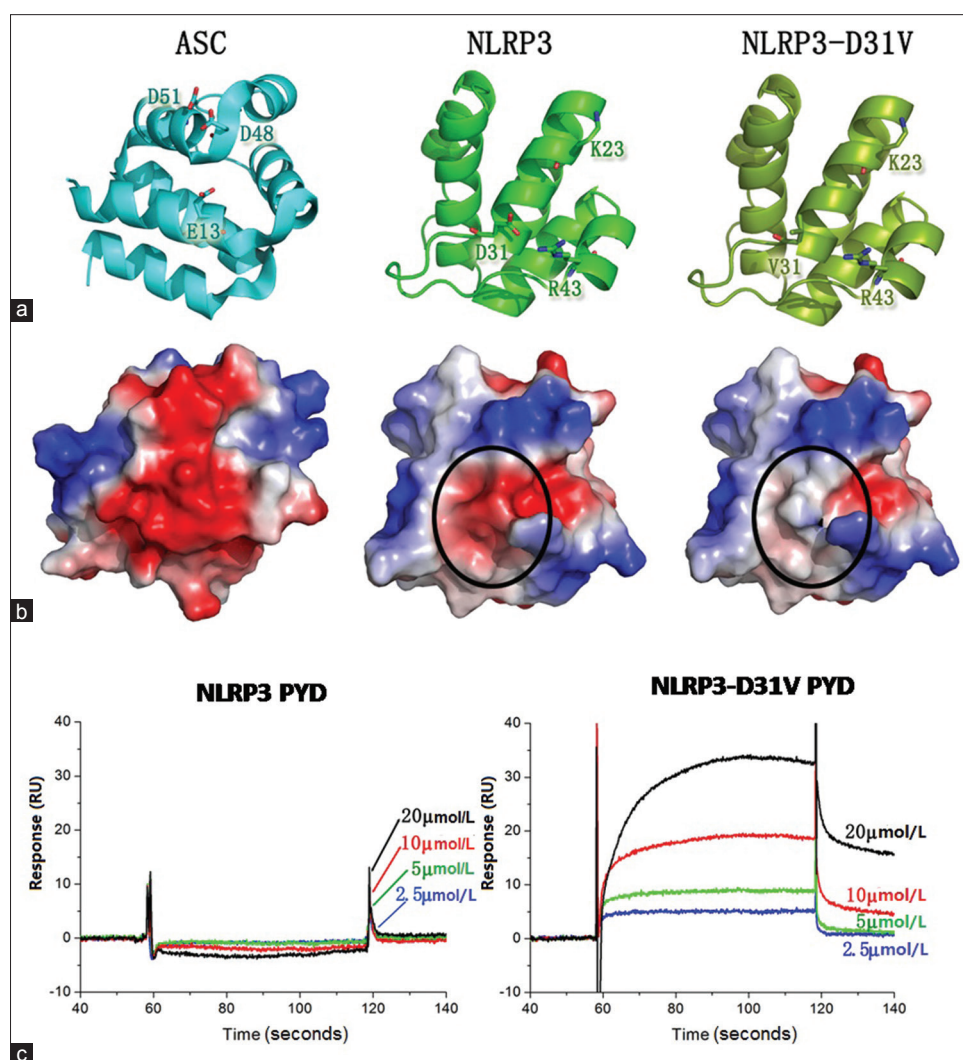 ASC
NLRP3
NLRP3-D31V
D51
D48
E13
K23
D31
R43
K23
V31
R43
a
b
NLRP3 PYD
NLRP3-D31V PYD
Response (RU)
40
30
20
10
0
-10
40
60
80
100
120
140
Time (seconds)
20μmol/L
10μmol/L
5μmol/L
2.5μmol/L
Response (RU)
40
30
20
10
0
-10
40
60
80
100
120
140
Time (seconds)
20μmol/L
10μmol/L
5μmol/L
2.5μmol/L
c